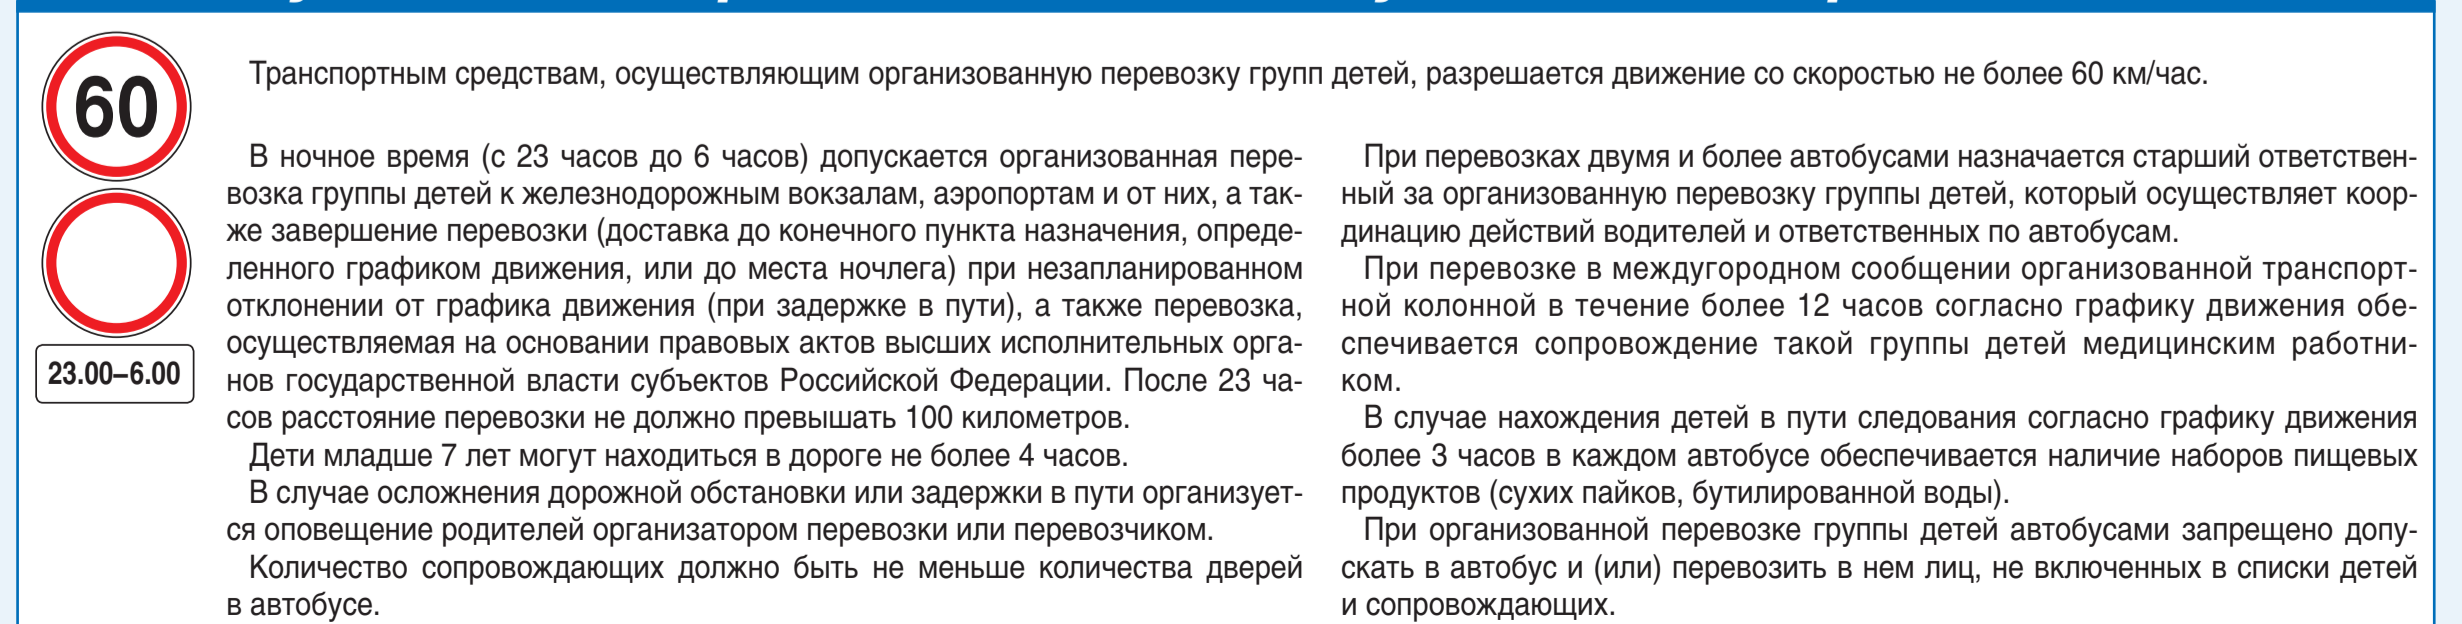 60
23.00–6.00
Транспортным средствам, осуществляющим организованную перевозку групп детей, разрешается движение со скоростью не более 60 км/час.
В ночное время (с 23 часов до 6 часов) допускается организованная пере-
возка группы детей к железнодорожным вокзалам, аэропортам и от них, а так-
же завершение перевозки (доставка до конечного пункта назначения, опреде-
ленного графиком движения, или до места ночлега) при незапланированном
отклонении от графика движения (при задержке в пути), а также перевозка,
осуществляемая на основании правовых актов высших исполнительных орга-
нов государственной власти субъектов Российской Федерации. После 23 ча-
сов расстояние перевозки не должно превышать 100 километров.
Дети младше 7 лет могут находиться в дороге не более 4 часов.
В случае осложнения дорожной обстановки или задержки в пути организует-
ся оповещение родителей организатором перевозки или перевозчиком.
Количество сопровождающих должно быть не меньше количества дверей
в автобусе.
При перевозках двумя и более автобусами назначается старший ответствен-
ный за организованную перевозку группы детей, который осуществляет коор-
динацию действий водителей и ответственных по автобусам.
При перевозке в междугородном сообщении организованной транспорт-
ной колонной в течение более 12 часов согласно графику движения обе-
спечивается сопровождение такой группы детей медицинским работни-
ком.
В случае нахождения детей в пути следования согласно графику движения
более 3 часов в каждом автобусе обеспечивается наличие наборов пищевых
продуктов (сухих пайков, бутилированной воды).
При организованной перевозке группы детей автобусами запрещено допу-
скать в автобус и (или) перевозить в нем лиц, не включенных в списки детей
и сопровождающих.